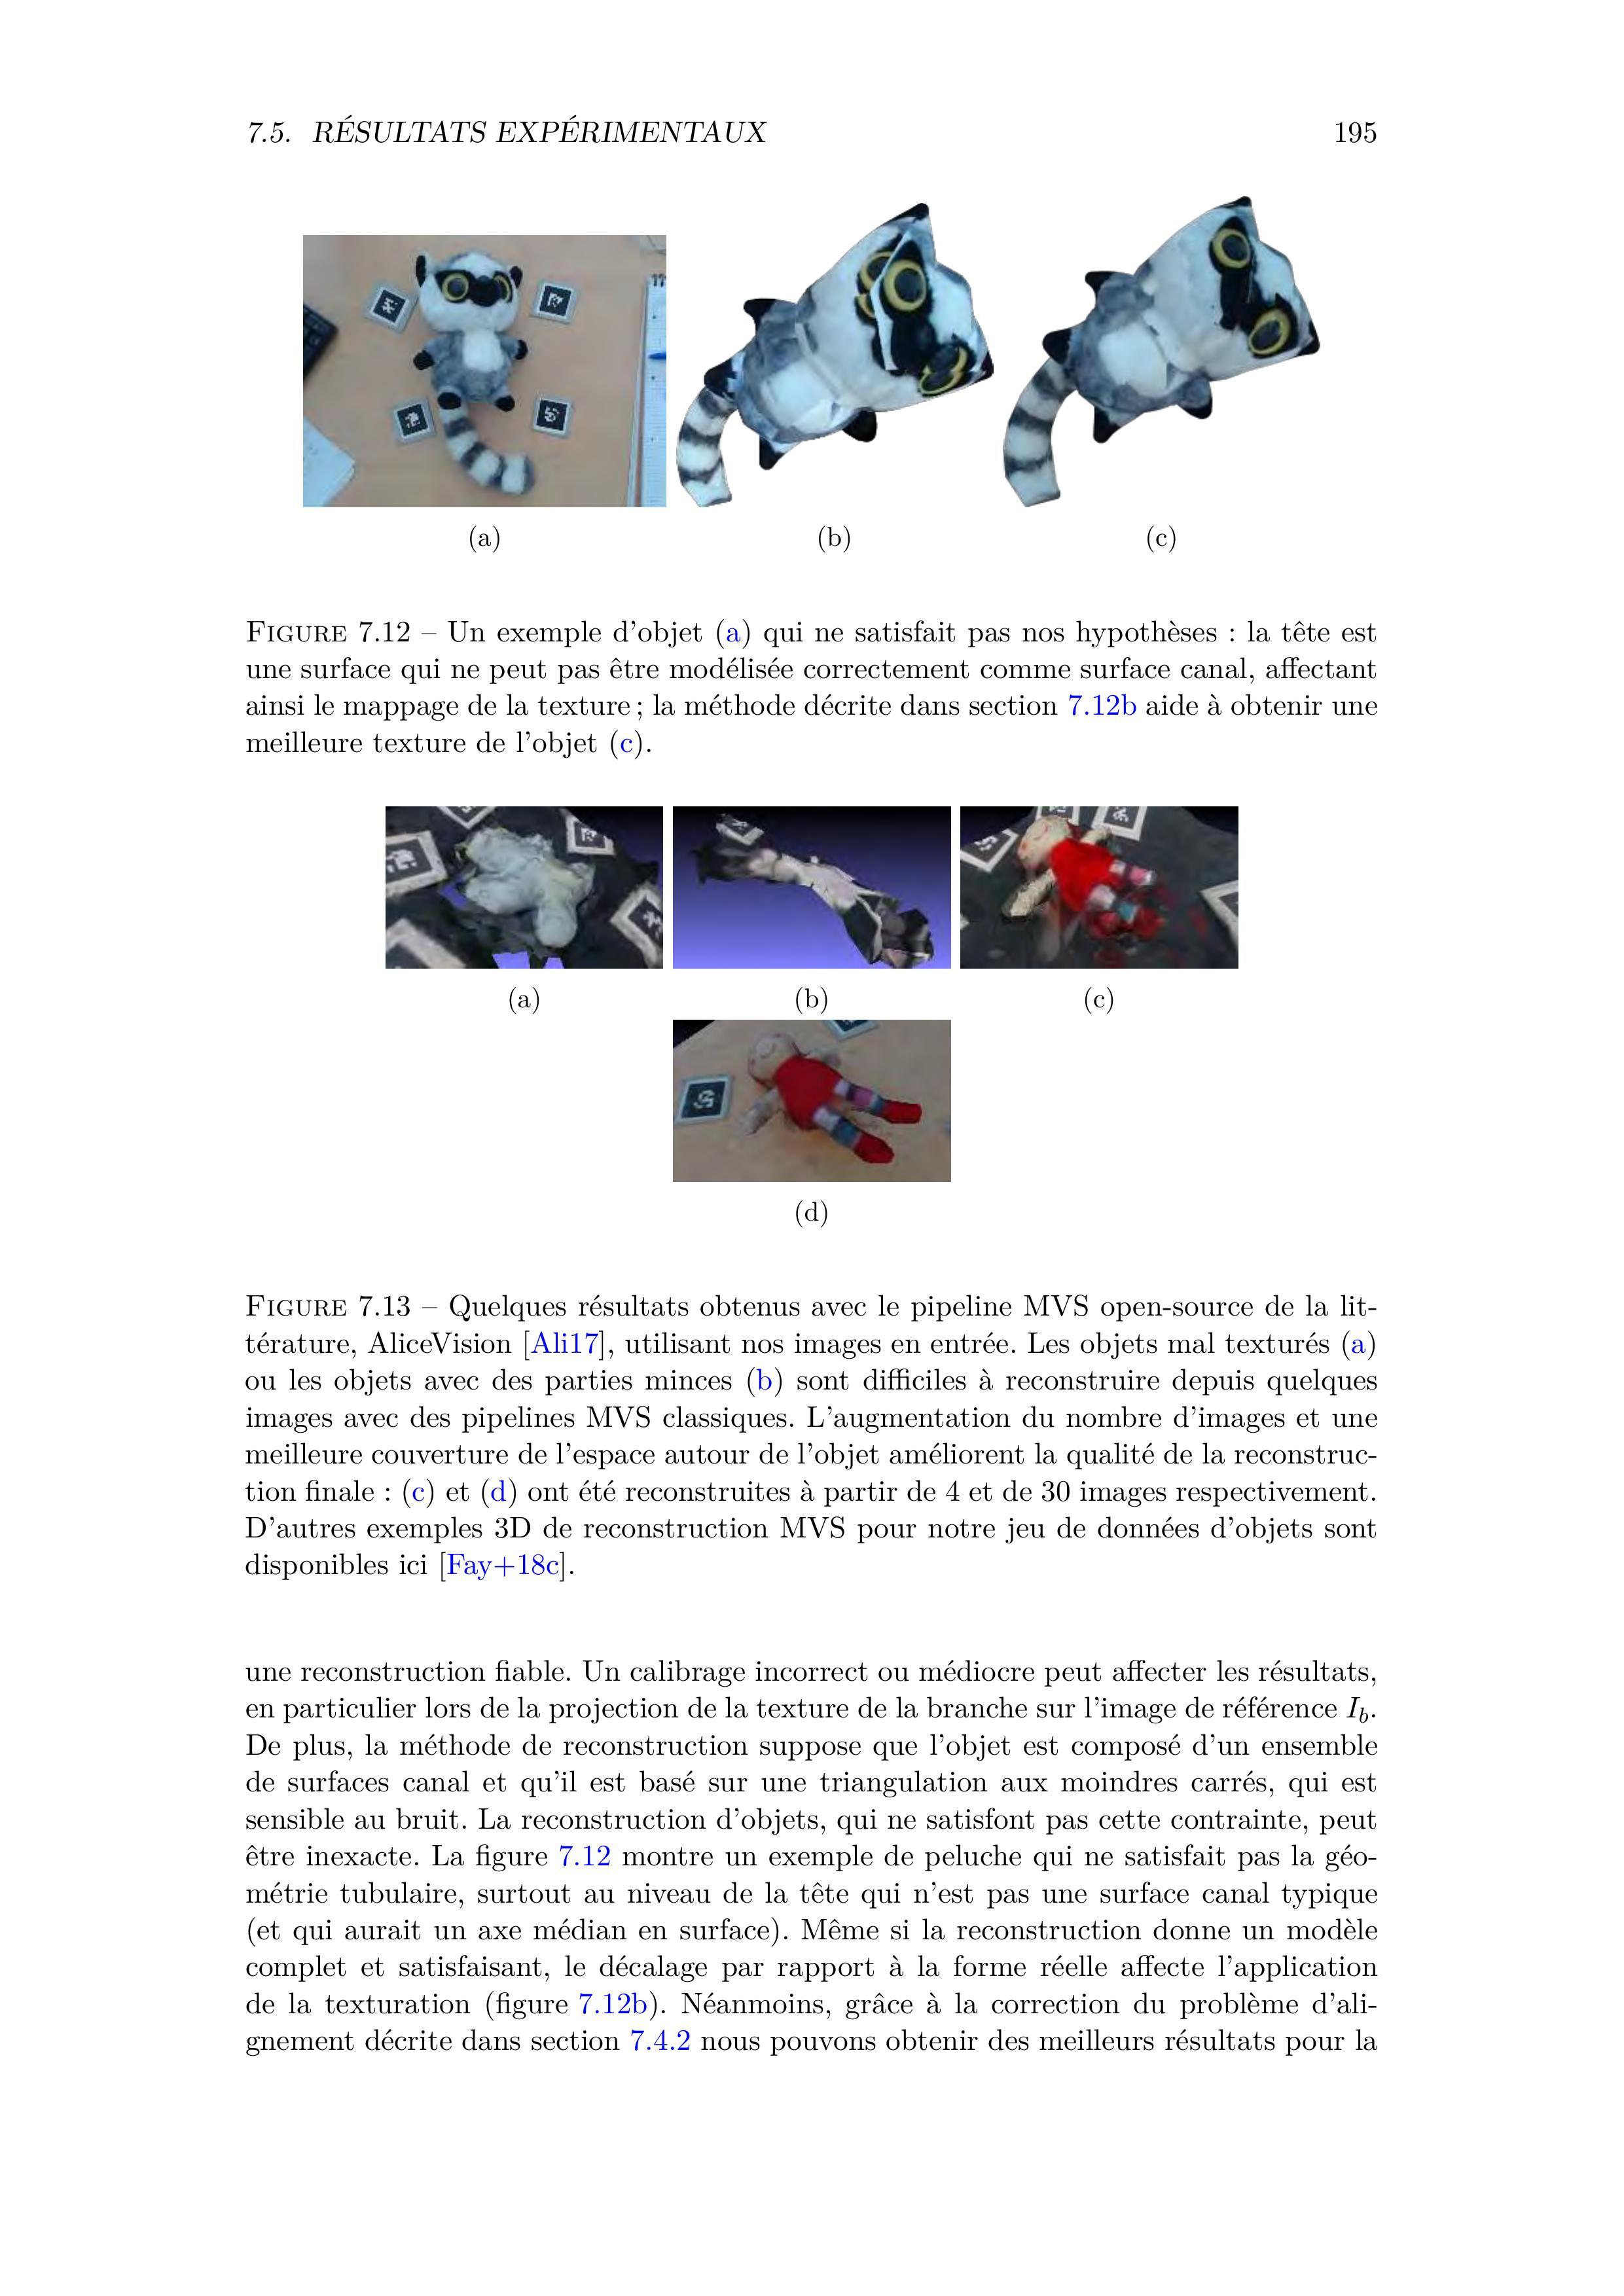 7.5. RÉSULTATS EXPÉRIMENTAUX 195
(a) (b) (c)
FIGURE 7.12 – Un exemple d'objet (a) qui ne satisfait pas nos hypothèses : la tête est
une surface qui ne peut pas être modélisée correctement comme surface canal, affectant
ainsi le mappage de la texture ; la méthode décrite dans section 7.12b aide à obtenir une
meilleure texture de l'objet (c).
(a) (b) (c)
(d)
FIGURE 7.13 – Quelques résultats obtenus avec le pipeline MVS open-source de la lit-
térature, AliceVision [Ali17], utilisant nos images en entrée. Les objets mal texturés (a)
ou les objets avec des parties minces (b) sont difficiles à reconstruire depuis quelques
images avec des pipelines MVS classiques. L'augmentation du nombre d'images et une
meilleure couverture de l'espace autour de l'objet améliorent la qualité de la reconstruc-
tion finale : (c) et (d) ont été reconstruites à partir de 4 et de 30 images respectivement.
D'autres exemples 3D de reconstruction MVS pour notre jeu de données d'objets sont
disponibles ici [Fay+18c].
une reconstruction fiable. Un calibrage incorrect ou médiocre peut affecter les résultats,
en particulier lors de la projection de la texture de la branche sur l'image de référence I_b.
De plus, la méthode de reconstruction suppose que l'objet est composé d'un ensemble
de surfaces canal et qu'il est basé sur une triangulation aux moindres carrés, qui est
sensible au bruit. La reconstruction d'objets, qui ne satisfont pas cette contrainte, peut
être inexacte. La figure 7.12 montre un exemple de peluche qui ne satisfait pas la géo-
métrie tubulaire, surtout au niveau de la tête qui n'est pas une surface canal typique
(et qui aurait un axe médian en surface). Même si la reconstruction donne un modèle
complet et satisfaisant, le décalage par rapport à la forme réelle affecte l'application
de la texturation (figure 7.12b). Néanmoins, grâce à la correction du problème d'ali-
gnement décrite dans section 7.4.2 nous pouvons obtenir des meilleurs résultats pour la